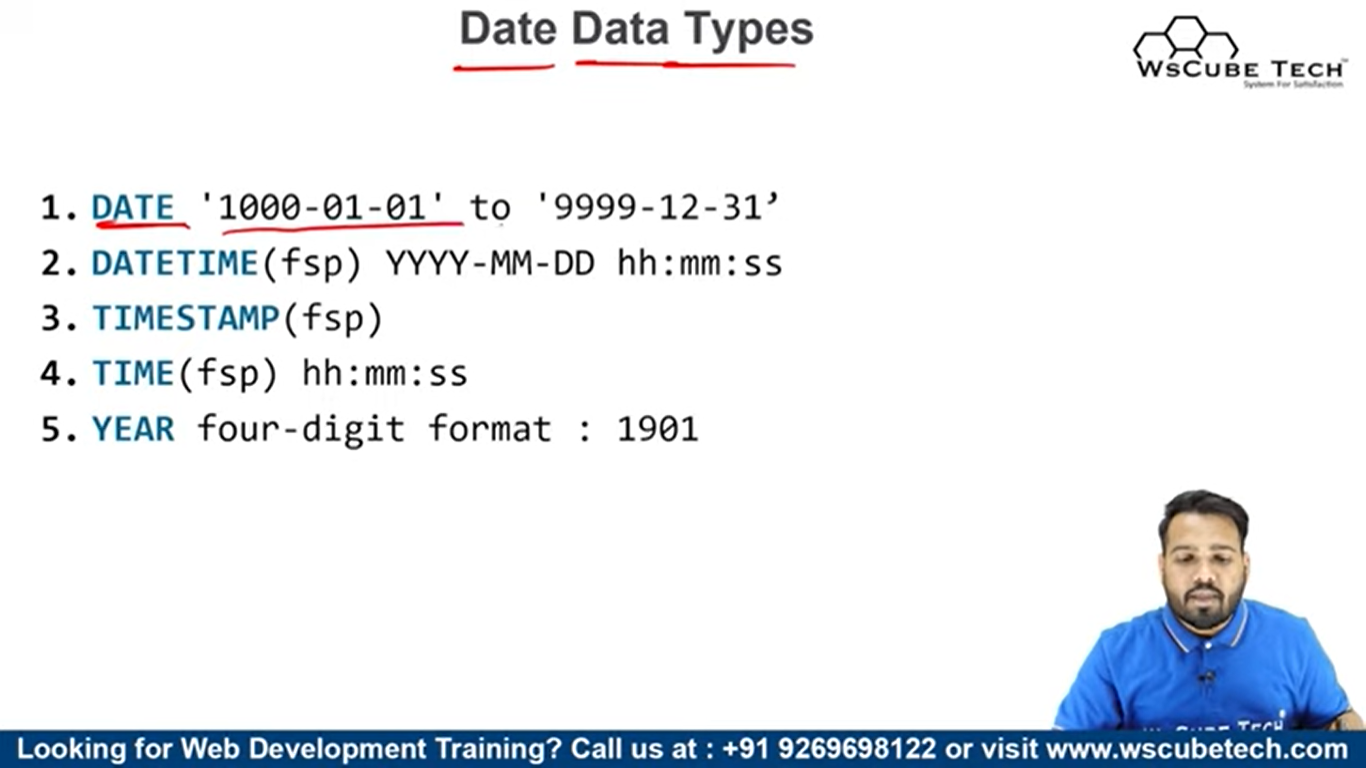 Date Data Types
WsCube Tech
System For Satisfaction
1. DATE '1000-01-01' to '9999-12-31’
2. DATETIME(fsp) YYYY-MM-DD hh:mm:ss
3. TIMESTAMP(fsp)
4. TIME(fsp) hh:mm:ss
5. YEAR four-digit format : 1901
WsCube Tech
Looking for Web Development Training? Call us at : +91 9269698122 or visit www.wscubetech.com